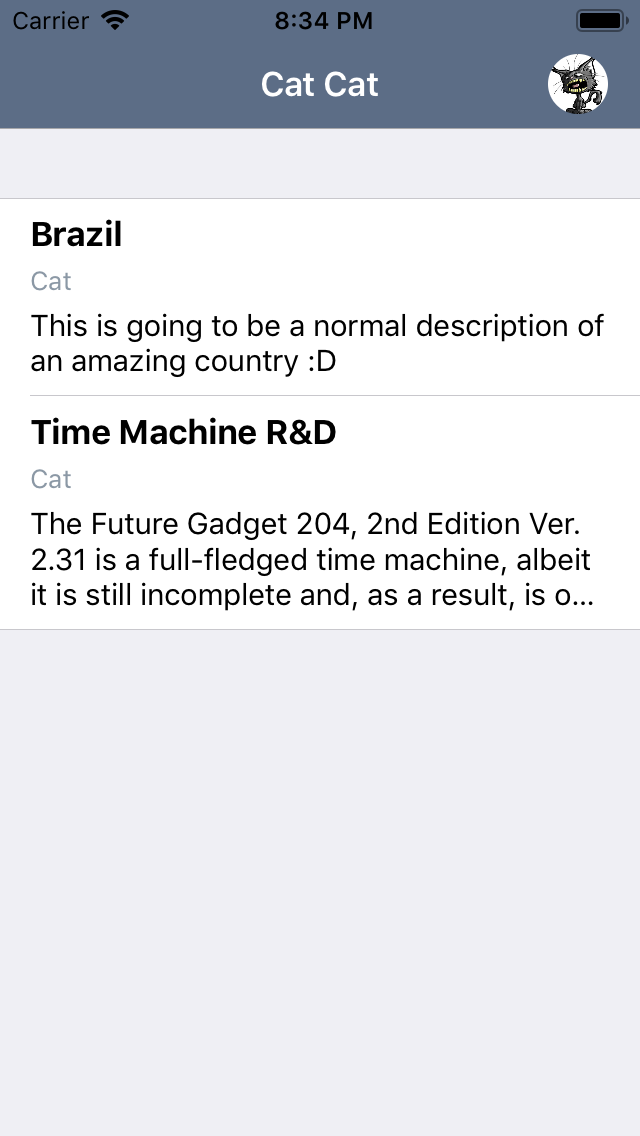 Carrier
8:34 PM
Cat Cat
Brazil
Cat
This is going to be a normal description of
an amazing country :D
Time Machine R&D
Cat
The Future Gadget 204, 2nd Edition Ver.
2.31 is a full-fledged time machine, albeit
it is still incomplete and, as a result, is o...